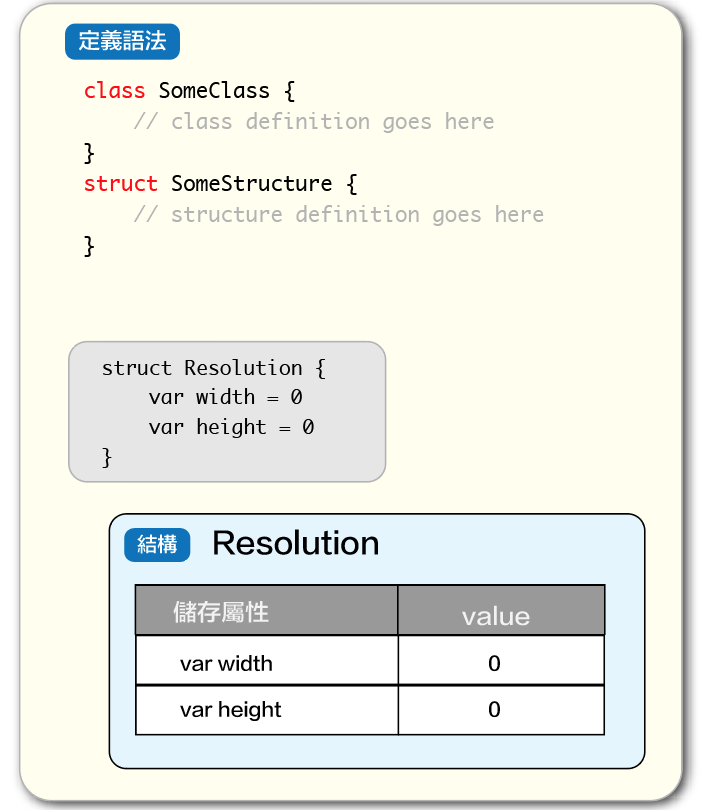 定義語法
class SomeClass {
    // class definition goes here
}
struct SomeStructure {
    // structure definition goes here
}
struct Resolution {
    var width = 0
    var height = 0
}
結構 Resolution
儲存屬性 value
var width 0
var height 0